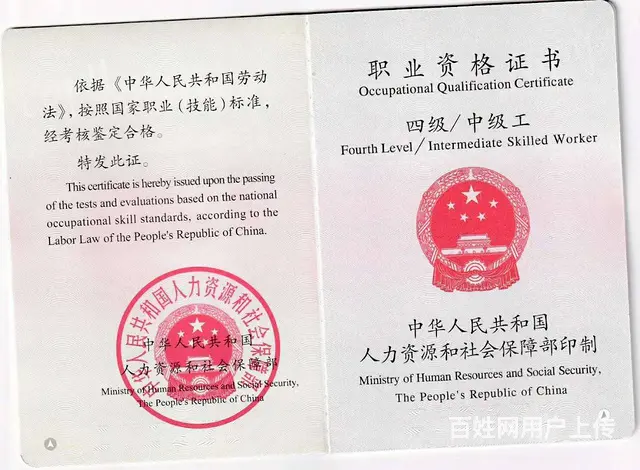 依据《中华人民共和国劳动
法》，按照国家职业(技能)标准，
经考核鉴定合格。
特发此证。
This certificate is hereby issued upon the passing
of the tests and evaluations based on the national
occupational skill standards, according to the
Labor Law of the People's Republic of China.
中华人民共和国人力资源和社会保障部
中华人民共和国
人力资源和社会保障部
Ministry of Human Resources and Social Security,
The People's Republic of China
职业资格证书
Occupational Qualification Certificate
四级/中级工
Fourth Level/Intermediate Skilled Worker
中华人民共和国
人力资源和社会保障部印制
Ministry of Human Resources and Social Security,
The People's Republic of China
百姓网用户上传